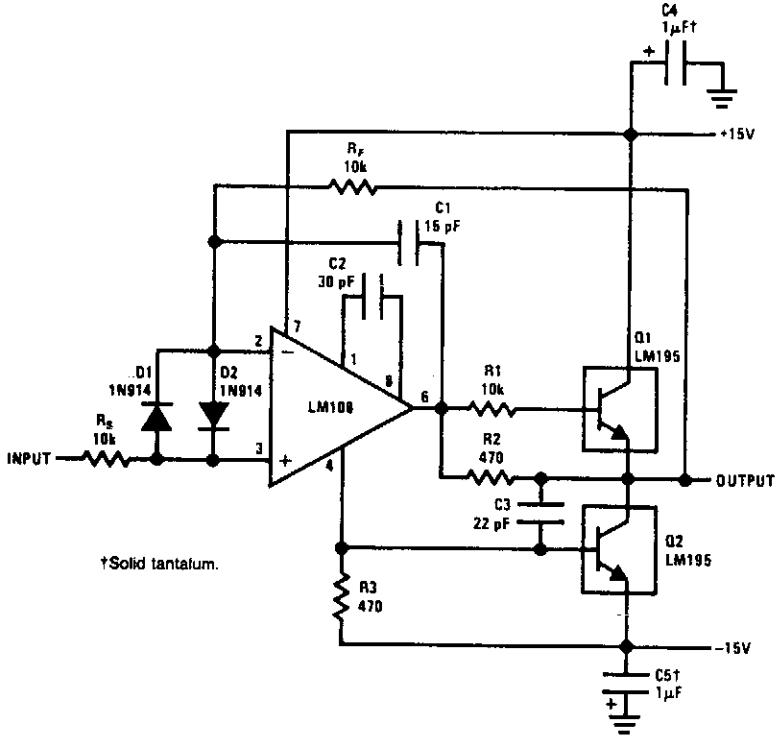 C4
1µF†
+
+15V
RF
10k
C1
15 pF
C2
30 pF
7
2
−
1
8
D1
1N914
D2
1N914
LM108
6
R1
10k
Q1
LM195
Rs
10k
INPUT
3
+
4
R2
470
OUTPUT
C3
22 pF
Q2
LM195
†Solid tantalum.
R3
470
−15V
C5†
1µF
+